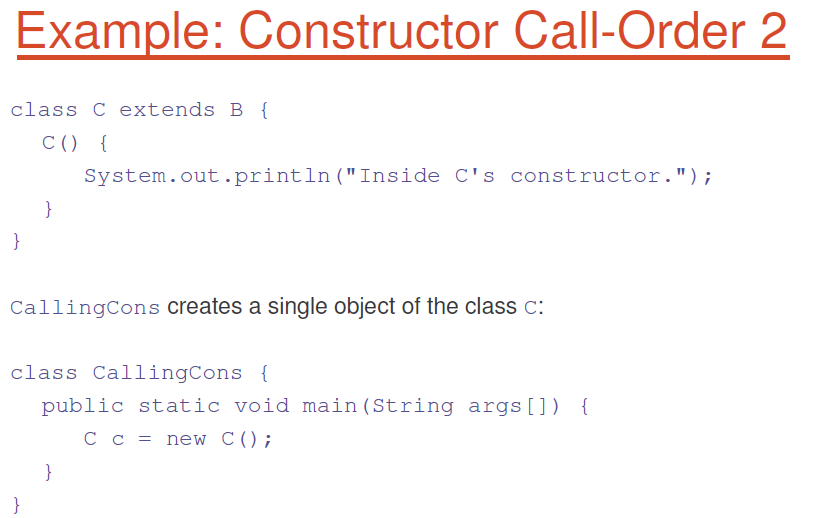 Example: Constructor Call-Order 2
class C extends B {
C() {
System.out.println("Inside C's constructor.");
}
}
CallingCons creates a single object of the class C:
class CallingCons {
public static void main(String args[]) {
C c = new C();
}
}